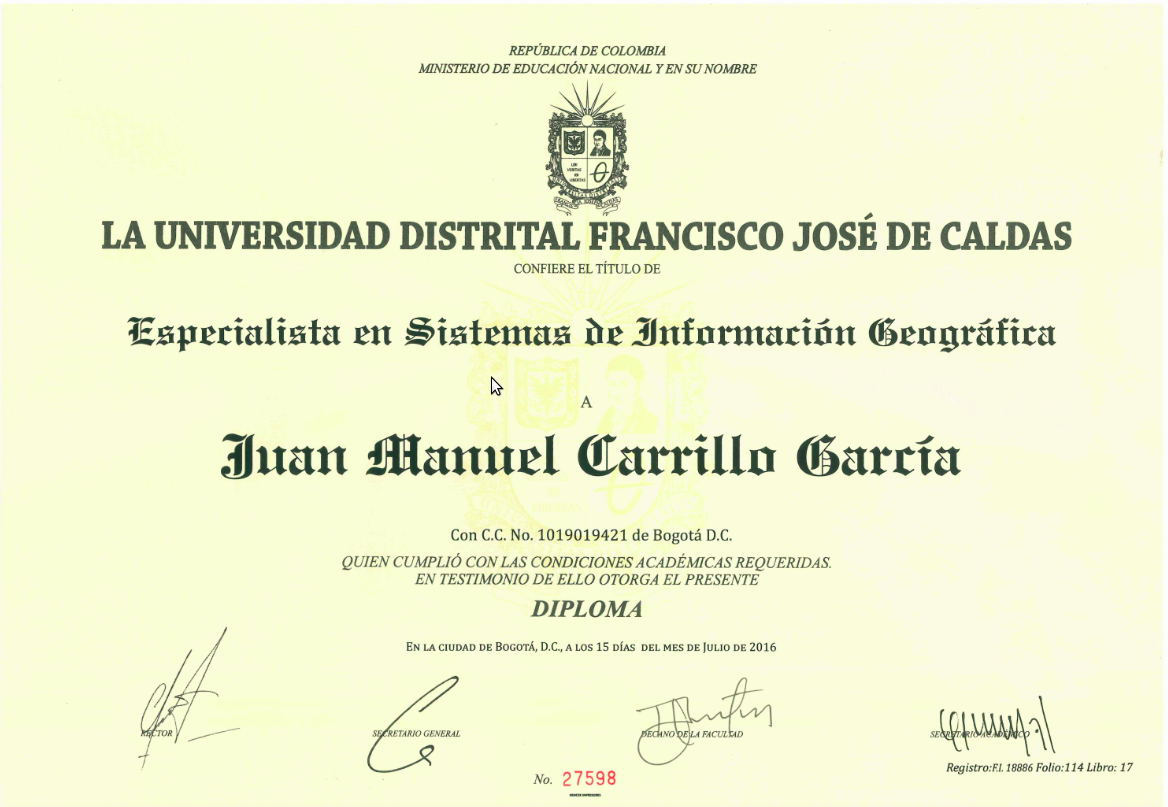 REPÚBLICA DE COLOMBIA
MINISTERIO DE EDUCACIÓN NACIONAL Y EN SU NOMBRE
LA UNIVERSIDAD DISTRITAL FRANCISCO JOSÉ DE CALDAS
CONFIERE EL TÍTULO DE
Especialista en Sistemas de Información Geográfica
A
Juan Manuel Carrillo García
Con C.C. No. 1019019421 de Bogotá D.C.
QUIEN CUMPLIÓ CON LAS CONDICIONES ACADÉMICAS REQUERIDAS.
EN TESTIMONIO DE ELLO OTORGA EL PRESENTE
DIPLOMA
EN LA CIUDAD DE BOGOTÁ, D.C., A LOS 15 DÍAS DEL MES DE JULIO DE 2016
RECTOR
SECRETARIO GENERAL
DECANO DE LA FACULTAD
SECRETARIO ACADÉMICO
Registro:F.I. 18886 Folio:114 Libro: 17
No. 27598